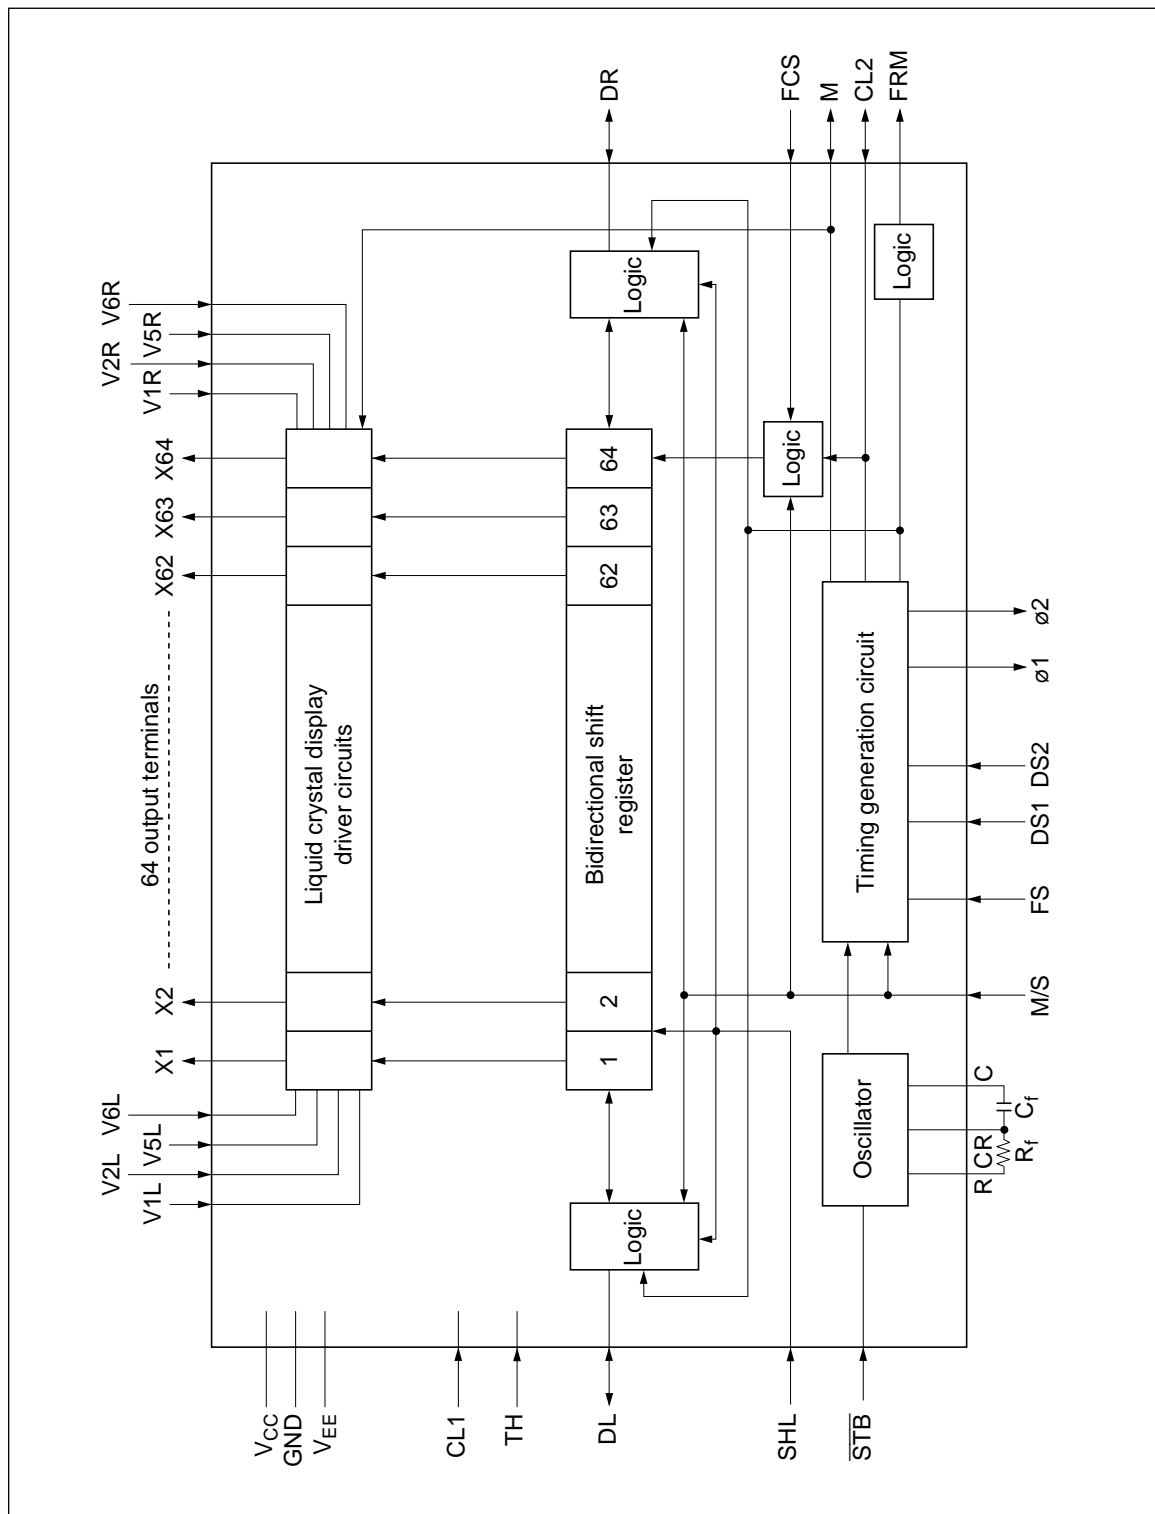 V1L
V2L
V5L
V6L
X1
X2
64 output terminals
X62
X63
X64
V1R
V2R
V5R
V6R
Liquid crystal display
driver circuits
Bidirectional shift
register
1
2
62
63
64
Logic
Logic
Logic
Logic
Oscillator
Timing generation circuit
VCC
GND
VEE
CL1
TH
DL
SHL
STB
DR
FCS
M
CL2
FRM
R
CR
C
Rf
Cf
M/S
FS
DS1
DS2
ø1
ø2